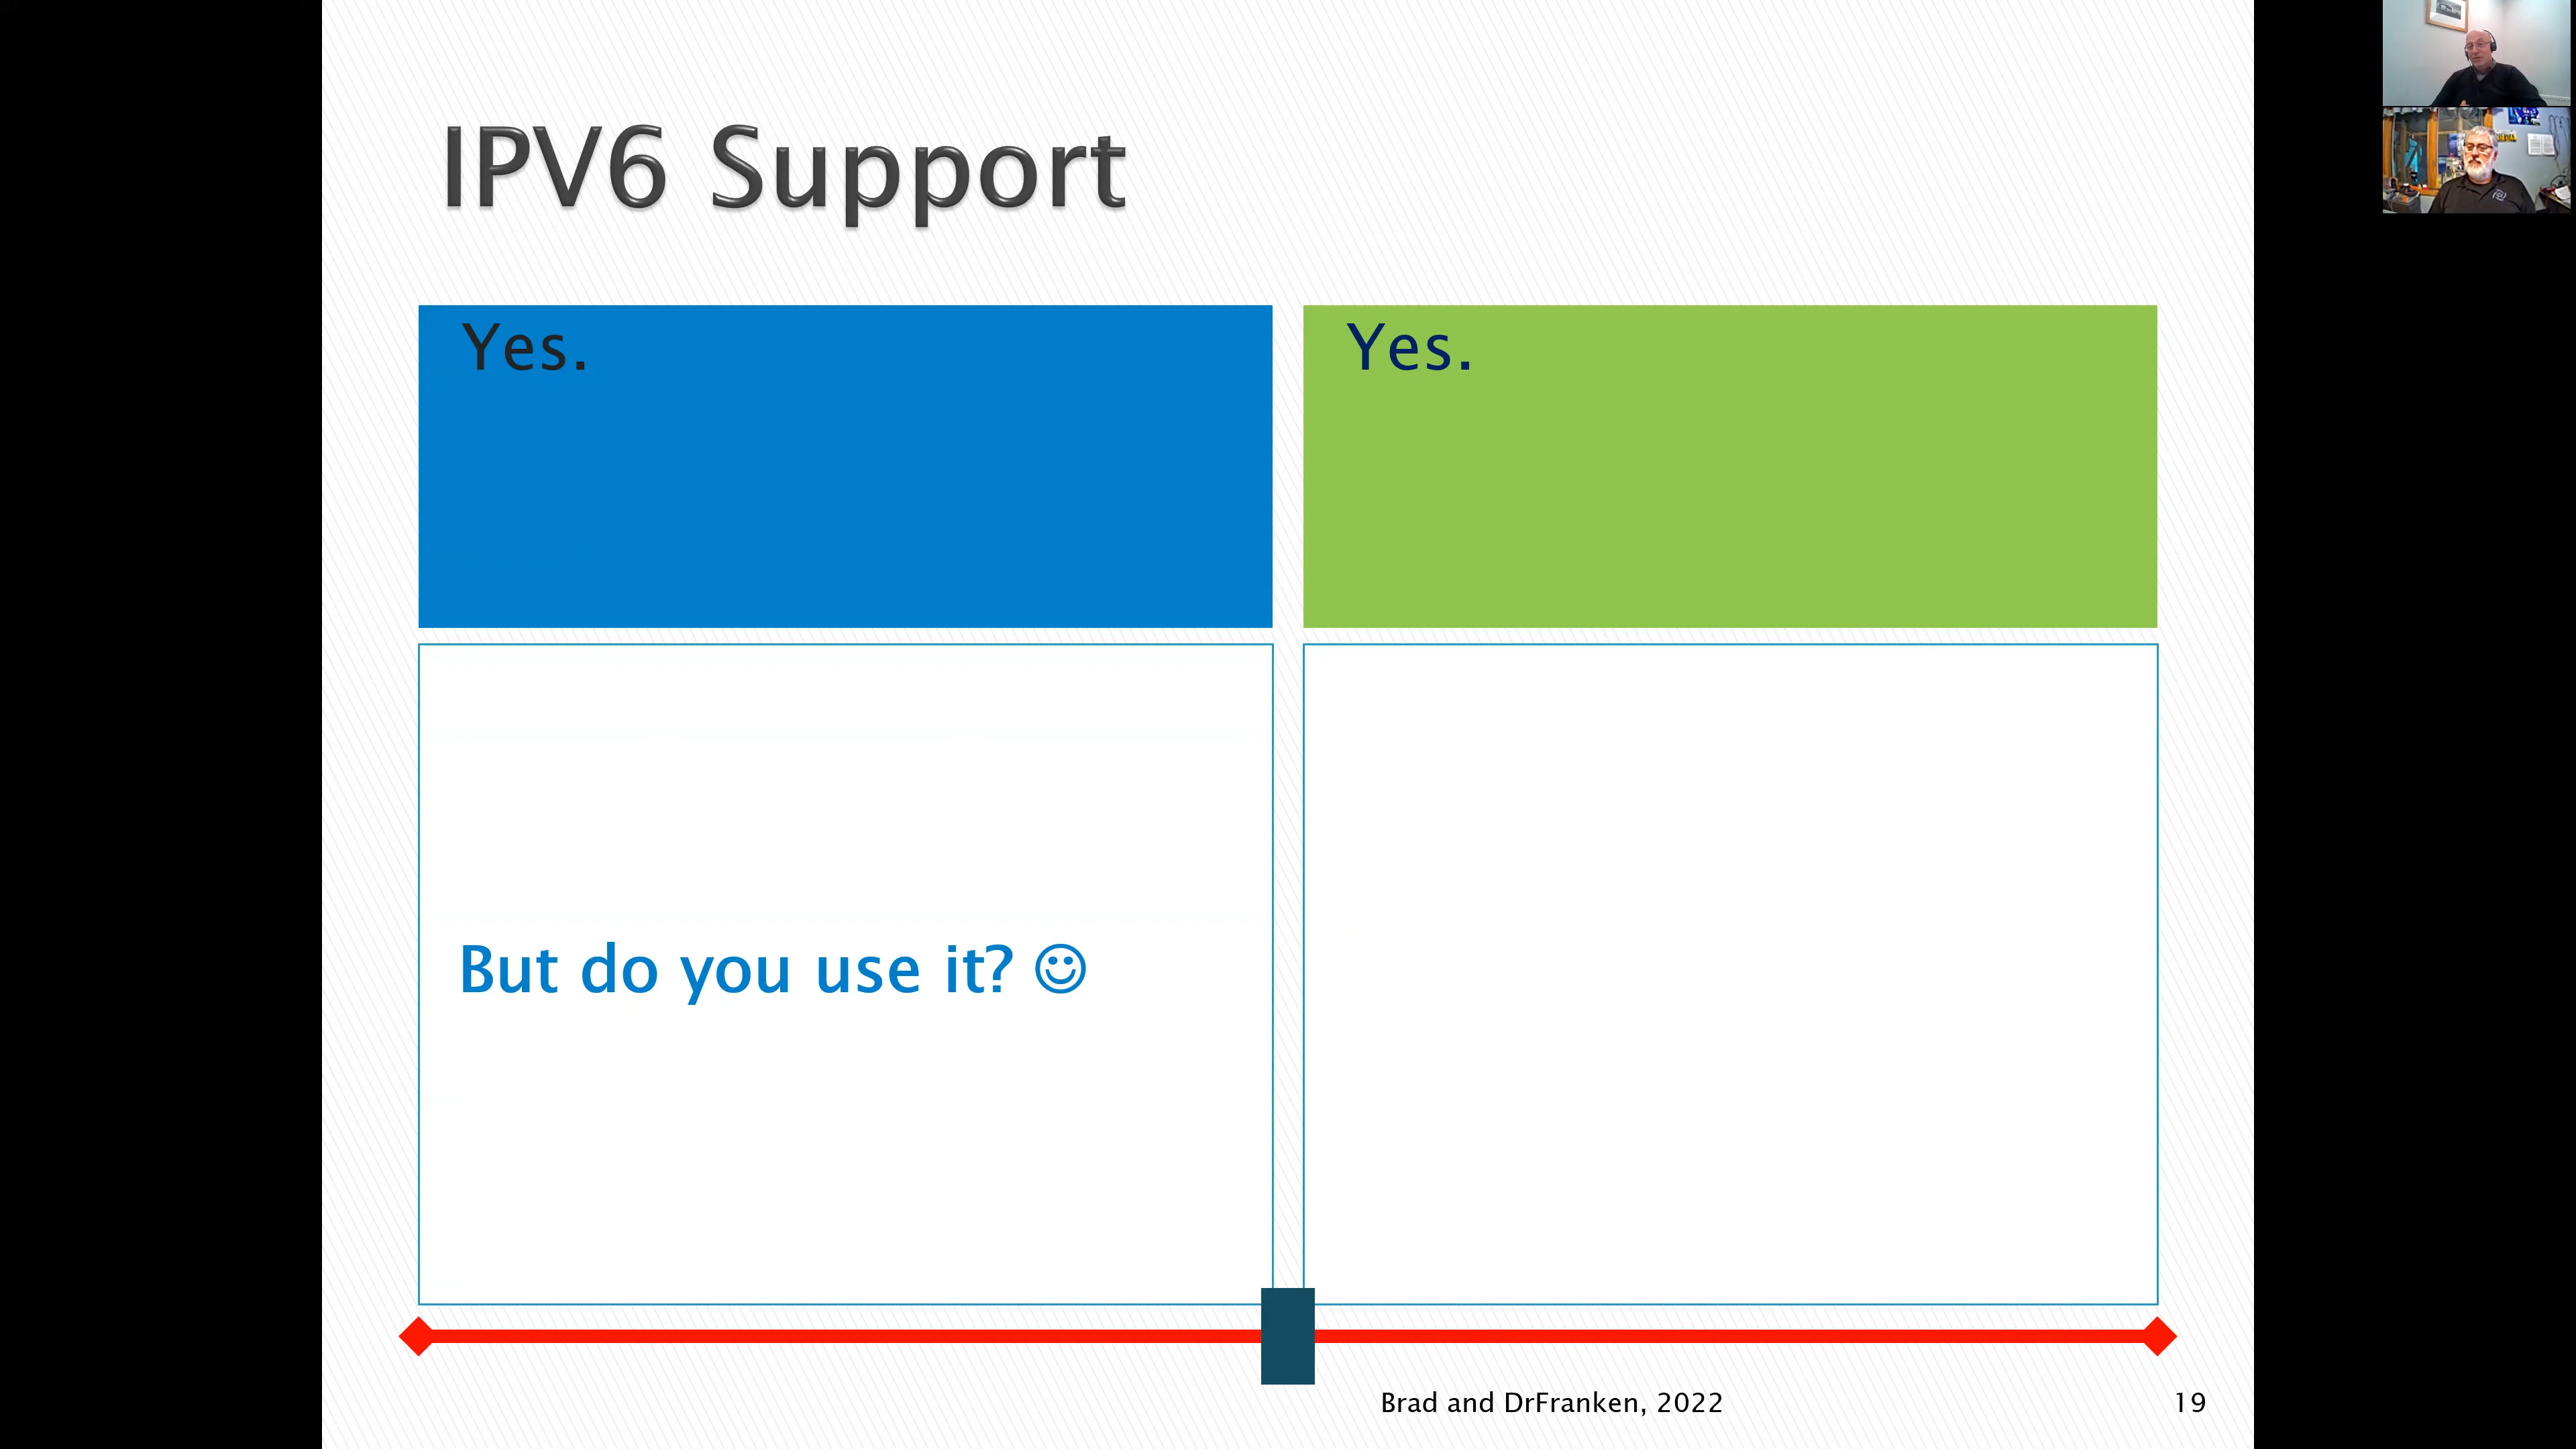 IPV6 Support
Yes.
Yes.
But do you use it? ☺
Brad and DrFranken, 2022
19